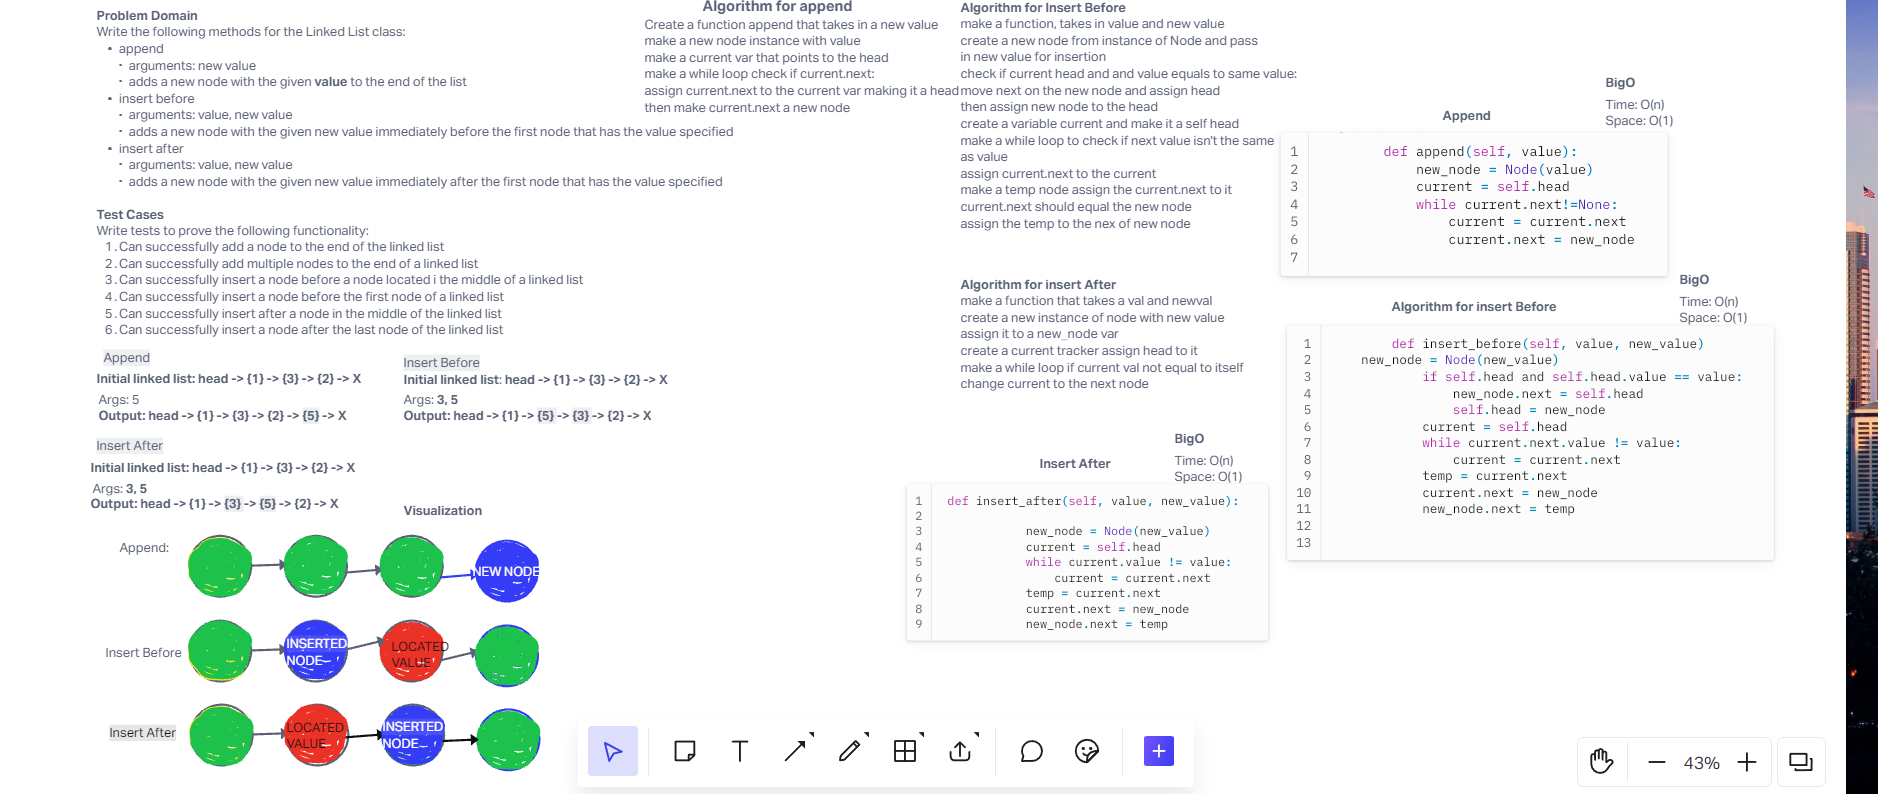 Problem Domain
Write the following methods for the Linked List class:
• append
• arguments: new value
• adds a new node with the given value to the end of the list
• insert before
• arguments: value, new value
• adds a new node with the given new value immediately before the first node that has the value specified
• insert after
• arguments: value, new value
• adds a new node with the given new value immediately after the first node that has the value specified
Test Cases
Write tests to prove the following functionality:
1. Can successfully add a node to the end of the linked list
2. Can successfully add multiple nodes to the end of a linked list
3. Can successfully insert a node before a node located i the middle of a linked list
4. Can successfully insert a node before the first node of a linked list
5. Can successfully insert after a node in the middle of the linked list
6. Can successfully insert a node after the last node of the linked list
Append
Initial linked list: head -> {1} -> {3} -> {2} -> X
Args: 5
Output: head -> {1} -> {3} -> {2} -> {5} -> X
Insert Before
Initial linked list: head -> {1} -> {3} -> {2} -> X
Args: 3, 5
Output: head -> {1} -> {5} -> {3} -> {2} -> X
Insert After
Initial linked list: head -> {1} -> {3} -> {2} -> X
Args: 3, 5
Output: head -> {1} -> {3} -> {5} -> {2} -> X
Visualization
Append:
NEW NODE
Insert Before
INSERTED
NODE
LOCATED
VALUE
Insert After
LOCATED
VALUE
INSERTED
NODE
Algorithm for append
Create a function append that takes in a new value
make a new node instance with value
make a current var that points to the head
make a while loop check if current.next:
assign current.next to the current var making it a head
then make current.next a new node
Algorithm for Insert Before
make a function, takes in value and new value
create a new node from instance of Node and pass
in new value for insertion
check if current head and and value equals to same value:
move next on the new node and assign head
then assign new node to the head
create a variable current and make it a self head
make a while loop to check if next value isn't the same
as value
assign current.next to the current
make a temp node assign the current.next to it
current.next should equal the new node
assign the temp to the nex of new node
Algorithm for insert After
make a function that takes a val and newval
create a new instance of node with new value
assign it to a new_node var
create a current tracker assign head to it
make a while loop if current val not equal to itself
change current to the next node
BigO
Time: O(n)
Space: O(1)
Append
1 def append(self, value):
2 new_node = Node(value)
3 current = self.head
4 while current.next!=None:
5 current = current.next
6 current.next = new_node
7
BigO
Time: O(n)
Space: O(1)
Algorithm for insert Before
1 def insert_before(self, value, new_value)
2 new_node = Node(new_value)
3 if self.head and self.head.value == value:
4 new_node.next = self.head
5 self.head = new_node
6 current = self.head
7 while current.next.value != value:
8 current = current.next
9 temp = current.next
10 current.next = new_node
11 new_node.next = temp
12
13
BigO
Time: O(n)
Space: O(1)
Insert After
1 def insert_after(self, value, new_value):
2
3 new_node = Node(new_value)
4 current = self.head
5 while current.value != value:
6 current = current.next
7 temp = current.next
8 current.next = new_node
9 new_node.next = temp
43%